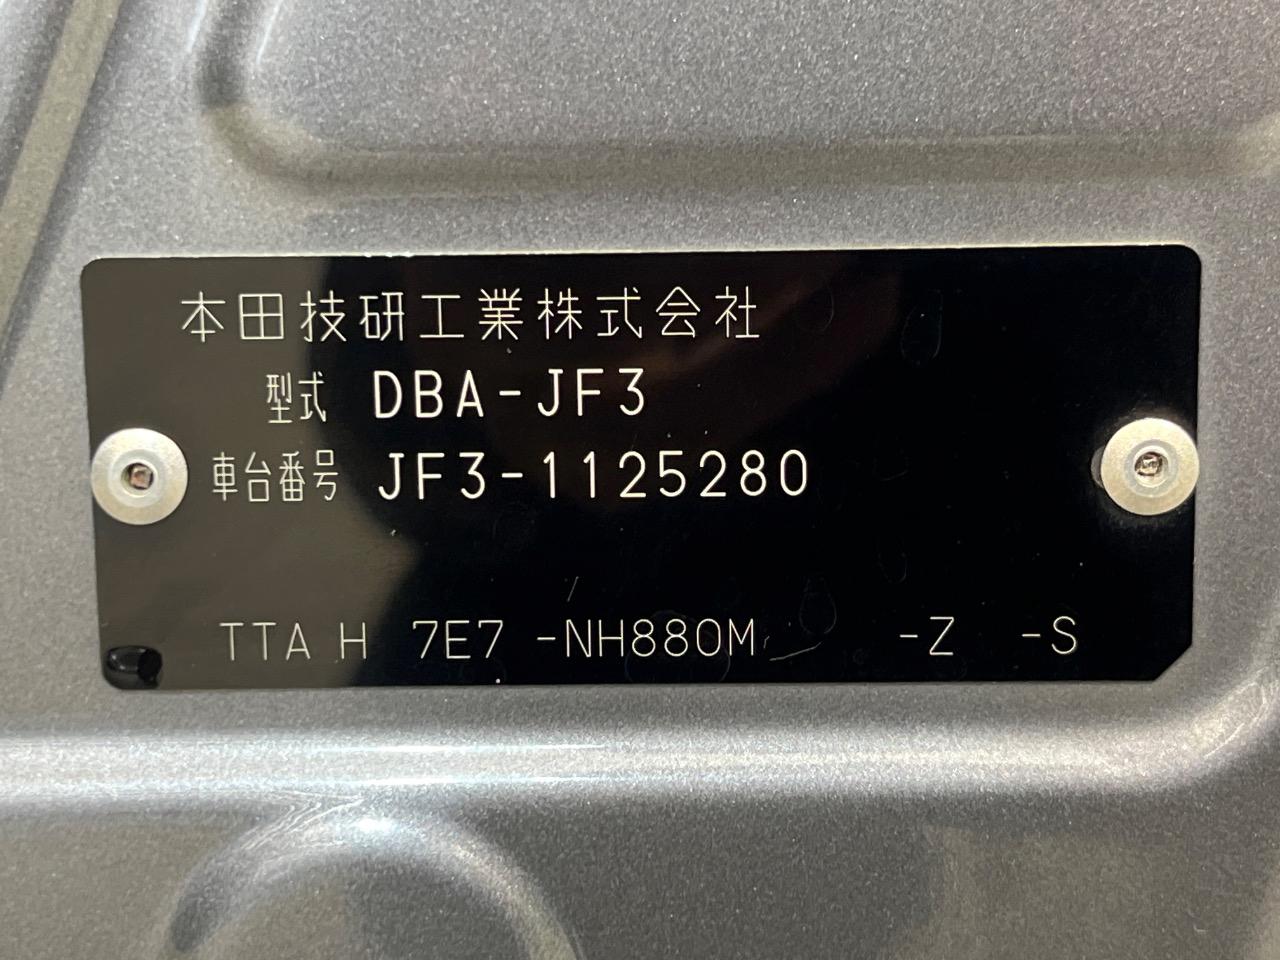 本田技研工業株式会社
型式 DBA-JF3
車台番号 JF3-1125280
TTA H 7E7 -NH880M -Z -S